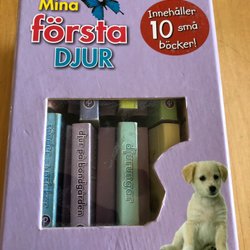 Mina
första
DJUR
Innehåller
10 små
böcker!
djur på bondgården
djurungar